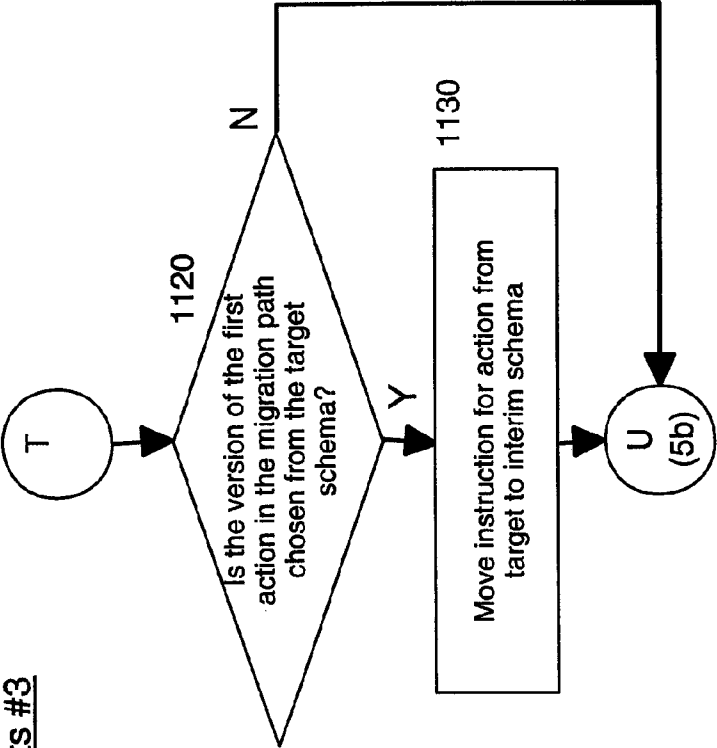 #3
T
1120
N
Is the version of the first
action in the migration path
chosen from the target
schema?
Y
1130
Move instruction for action from
target to interim schema
U
(5b)